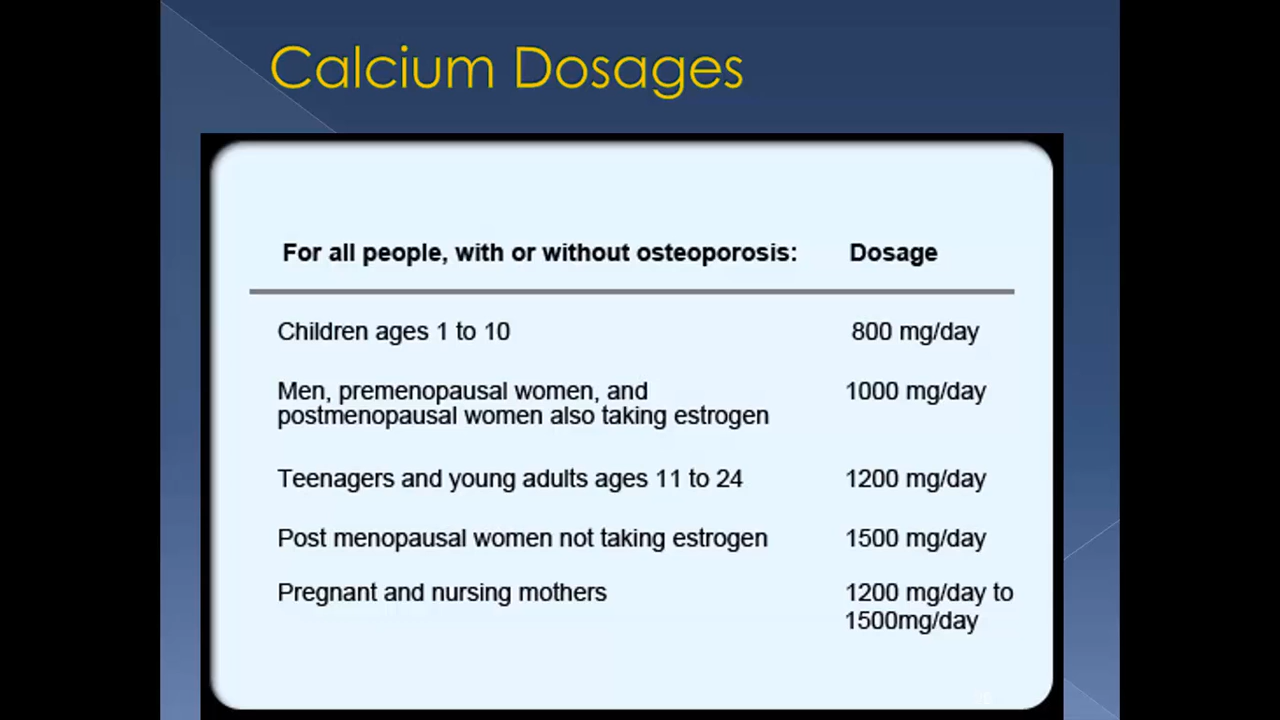 Calcium Dosages
For all people, with or without osteoporosis: Dosage
Children ages 1 to 10 800 mg/day
Men, premenopausal women, and 1000 mg/day
postmenopausal women also taking estrogen
Teenagers and young adults ages 11 to 24 1200 mg/day
Post menopausal women not taking estrogen 1500 mg/day
Pregnant and nursing mothers 1200 mg/day to
1500mg/day